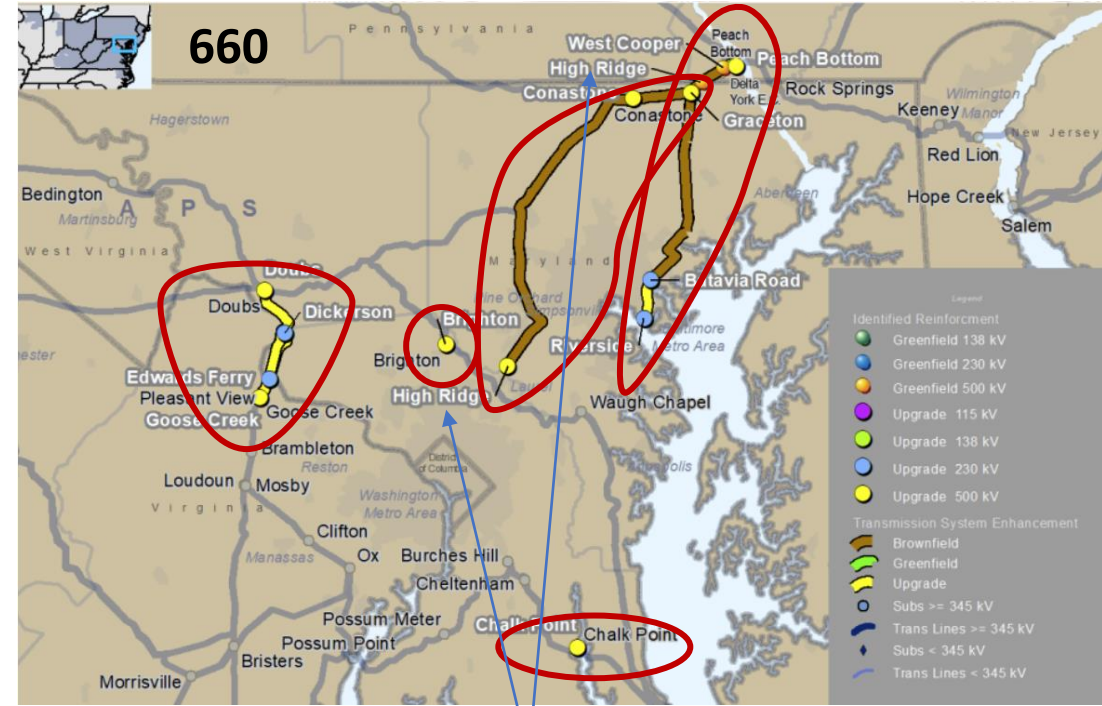 660
Pennsylvania
West Cooper
High Ridge
Peach
Bottom
Peach Bottom
Conastone
Conastone
Delta
York E.C.
Rock Springs
Graceton
Wilmington
Manor
Keeney
New Jersey
Hagerstown
Red Lion
Bedington
A P S
Martinsburg
Aberdeen
Hope Creek
Salem
West Virginia
Maryland
Doubs
Doubs
Batavia Road
Dickerson
Pine Orchard
Brighton
Riverside
Baltimore
Metro Area
Brighton
Edwards Ferry
Pleasant View
High Ridge
Laurel
Goose Creek
Goose Creek
Waugh Chapel
Brambleton
Reston
District
of Columbia
Loudoun
Mosby
Washington
Metro Area
Virginia
Clifton
Manassas
Ox
Burches Hill
Cheltenham
Possum Meter
Chalk Point
Chalk Point
Possum Point
Bristers
Morrisville
Legend
Identified Reinforcment
Greenfield 138 kV
Greenfield 230 kV
Greenfield 500 kV
Upgrade 115 kV
Upgrade 138 kV
Upgrade 230 kV
Upgrade 500 kV
Transmission System Enhancement
Brownfield
Greenfield
Upgrade
Subs >= 345 kV
Trans Lines >= 345 kV
Subs < 345 kV
Trans Lines < 345 kV